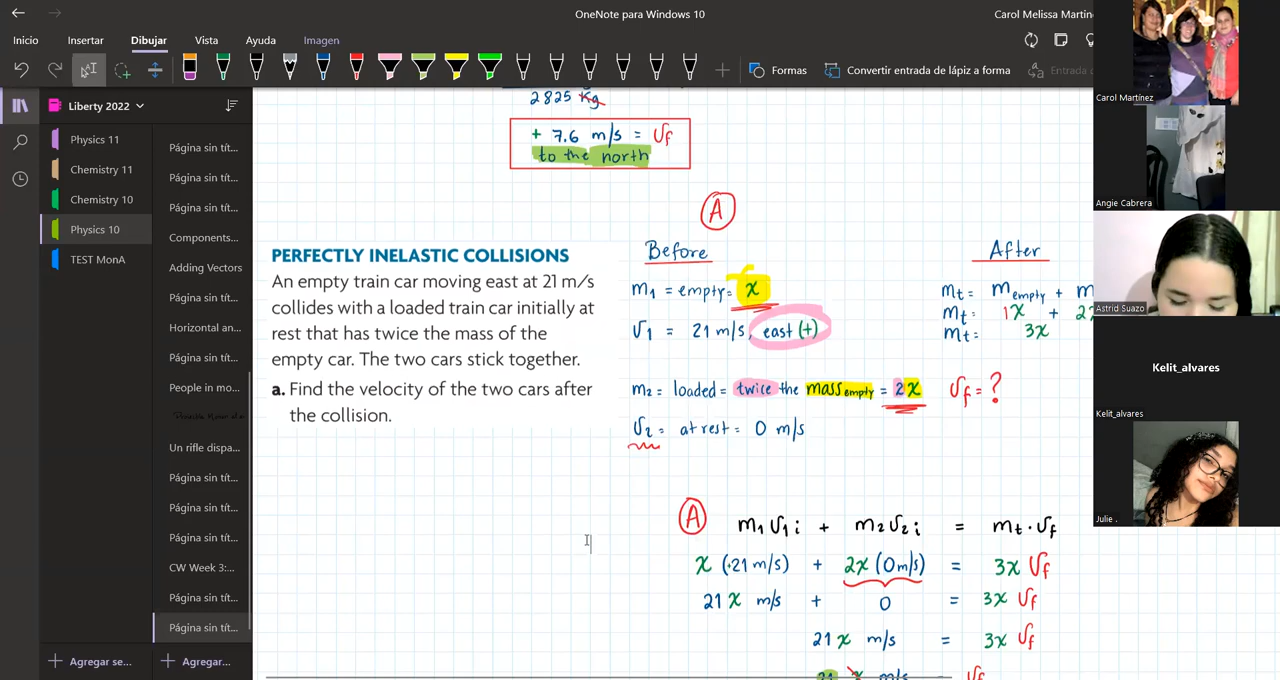 OneNote para Windows 10
Carol Melissa Martine
Inicio
Insertar
Dibujar
Vista
Ayuda
Imagen
Formas
Convertir entrada de lápiz a forma
Entrada d
Liberty 2022
Physics 11
Chemistry 11
Chemistry 10
Physics 10
TEST MonA
Agregar se...
Página sin tít...
Página sin tít...
Página sin tít...
Components...
Adding Vectors
Página sin tít...
Horizontal an...
Página sin tít...
People in mo...
Un rifle dispa...
Página sin tít...
Página sin tít...
Página sin tít...
CW Week 3:...
Página sin tít...
Página sin tít...
Agregar...
2825 Kg
+ 7.6 m/s = Vf
to the north
A
PERFECTLY INELASTIC COLLISIONS
An empty train car moving east at 21 m/s
collides with a loaded train car initially at
rest that has twice the mass of the
empty car. The two cars stick together.
a. Find the velocity of the two cars after
the collision.
Before
m1 = empty = x
V1 = 21 m/s, east (+)
m2 = loaded = twice the mass empty = 2x
V2 = at rest = 0 m/s
After
mt = m empty + m
mt = 1x + 2x
mt = 3x
Vf = ?
A
m1V1i + m2V2i = mt · Vf
x (+21 m/s) + 2x (0 m/s) = 3x Vf
21x m/s + 0 = 3x Vf
21x m/s = 3x Vf
21 x m/s Vf
Carol Martínez
Angie Cabrera
Astrid Suazo
Kelit_alvares
Kelit_alvares
Julie .